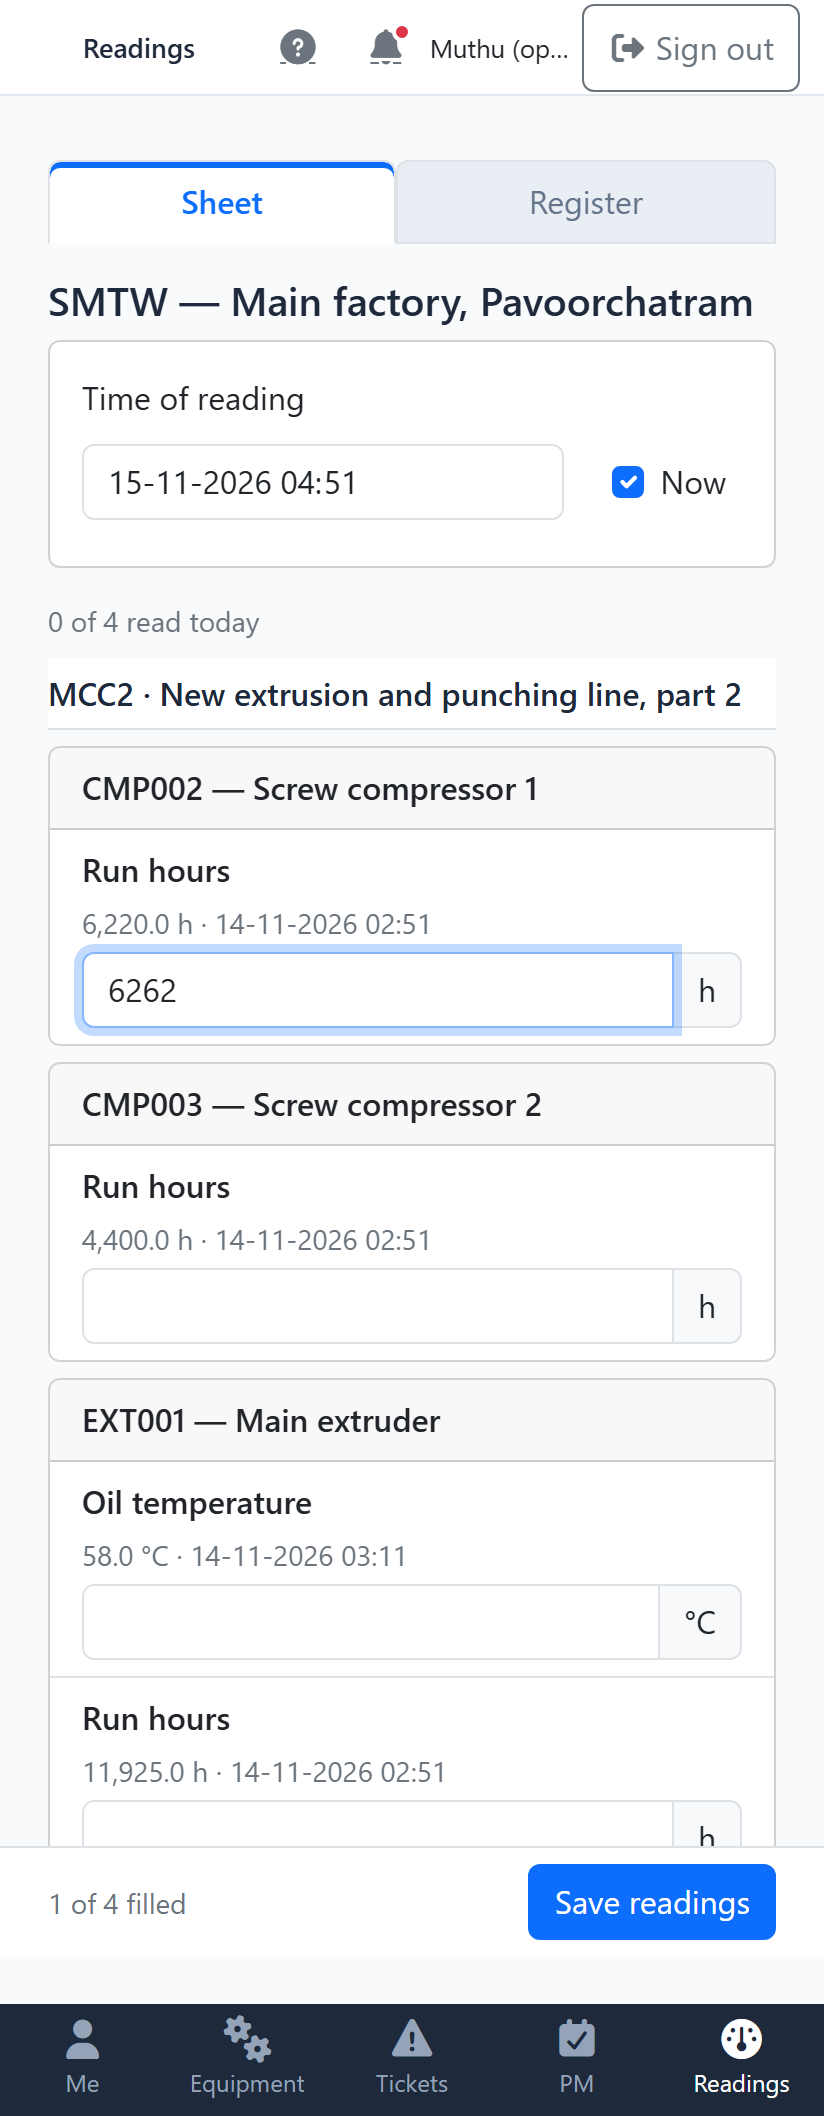 Readings
Muthu (op...
Sign out
Sheet
Register
SMTW — Main factory, Pavoorchatram
Time of reading
15-11-2026 04:51
Now
0 of 4 read today
MCC2 · New extrusion and punching line, part 2
CMP002 — Screw compressor 1
Run hours
6,220.0 h · 14-11-2026 02:51
6262
h
CMP003 — Screw compressor 2
Run hours
4,400.0 h · 14-11-2026 02:51
h
EXT001 — Main extruder
Oil temperature
58.0 °C · 14-11-2026 03:11
°C
Run hours
11,925.0 h · 14-11-2026 02:51
h
1 of 4 filled
Save readings
Me
Equipment
Tickets
PM
Readings